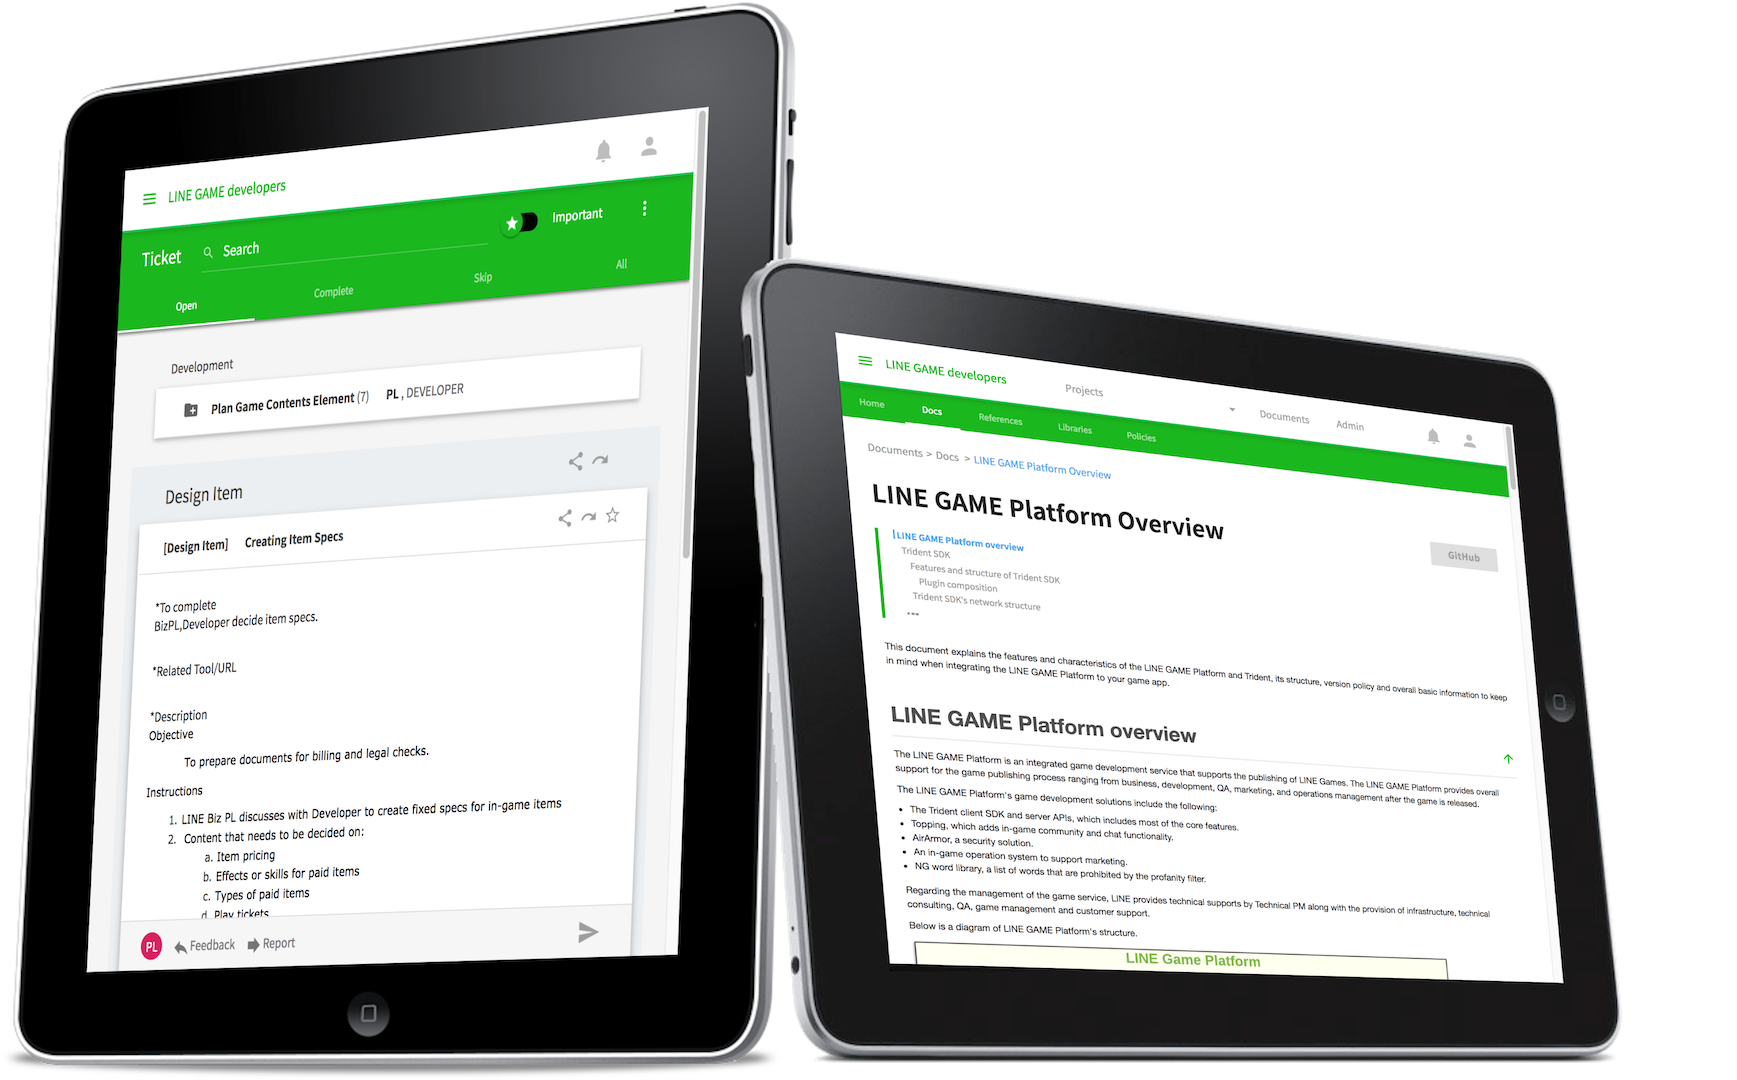 LINE GAME developers
Ticket
Search
Important
Open
Complete
Skip
All
Development
Plan Game Contents Element (7) PL , DEVELOPER
Design Item
[Design Item] Creating Item Specs
*To complete
BizPL,Developer decide item specs.
*Related Tool/URL
*Description
Objective
To prepare documents for billing and legal checks.
Instructions
1. LINE Biz PL discusses with Developer to create fixed specs for in-game items
2. Content that needs to be decided on:
a. Item pricing
b. Effects or skills for paid items
c. Types of paid items
d. Play tickets
PL
Feedback
Report
LINE GAME developers
Projects
Documents
Admin
Home
Docs
References
Libraries
Policies
Documents > Docs > LINE GAME Platform Overview
LINE GAME Platform Overview
GitHub
LINE GAME Platform overview
Trident SDK
Features and structure of Trident SDK
Plugin composition
Trident SDK's network structure
...
This document explains the features and characteristics of the LINE GAME Platform and Trident, its structure, version policy and overall basic information to keep
in mind when integrating the LINE GAME Platform to your game app.
LINE GAME Platform overview
The LINE GAME Platform is an integrated game development service that supports the publishing of LINE Games. The LINE GAME Platform provides overall
support for the game publishing process ranging from business, development, QA, marketing, and operations management after the game is released.
The LINE GAME Platform's game development solutions include the following:
• The Trident client SDK and server APIs, which includes most of the core features.
• Topping, which adds in-game community and chat functionality.
• AirArmor, a security solution.
• An in-game operation system to support marketing.
• NG word library, a list of words that are prohibited by the profanity filter.
Regarding the management of the game service, LINE provides technical supports by Technical PM along with the provision of infrastructure, technical
consulting, QA, game management and customer support.
Below is a diagram of LINE GAME Platform's structure.
LINE Game Platform